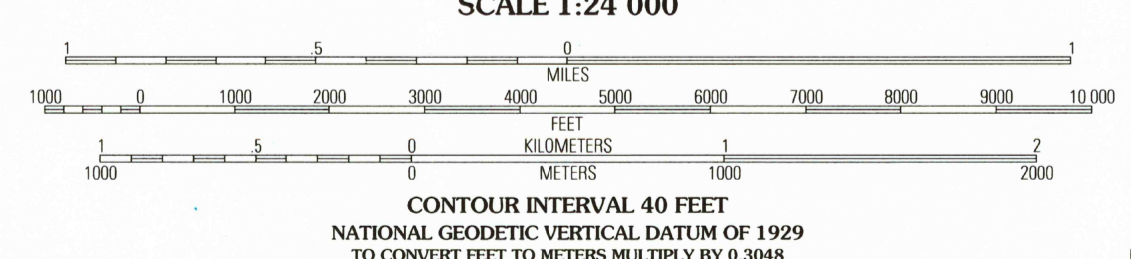 SCALE 1:24 000
1 .5 0 1
MILES
1000 0 1000 2000 3000 4000 5000 6000 7000 8000 9000 10 000
FEET
1 .5 0 KILOMETERS 1 2
1000 0 METERS 1000 2000
CONTOUR INTERVAL 40 FEET
NATIONAL GEODETIC VERTICAL DATUM OF 1929
TO CONVERT FEET TO METERS MULTIPLY BY 0.3048